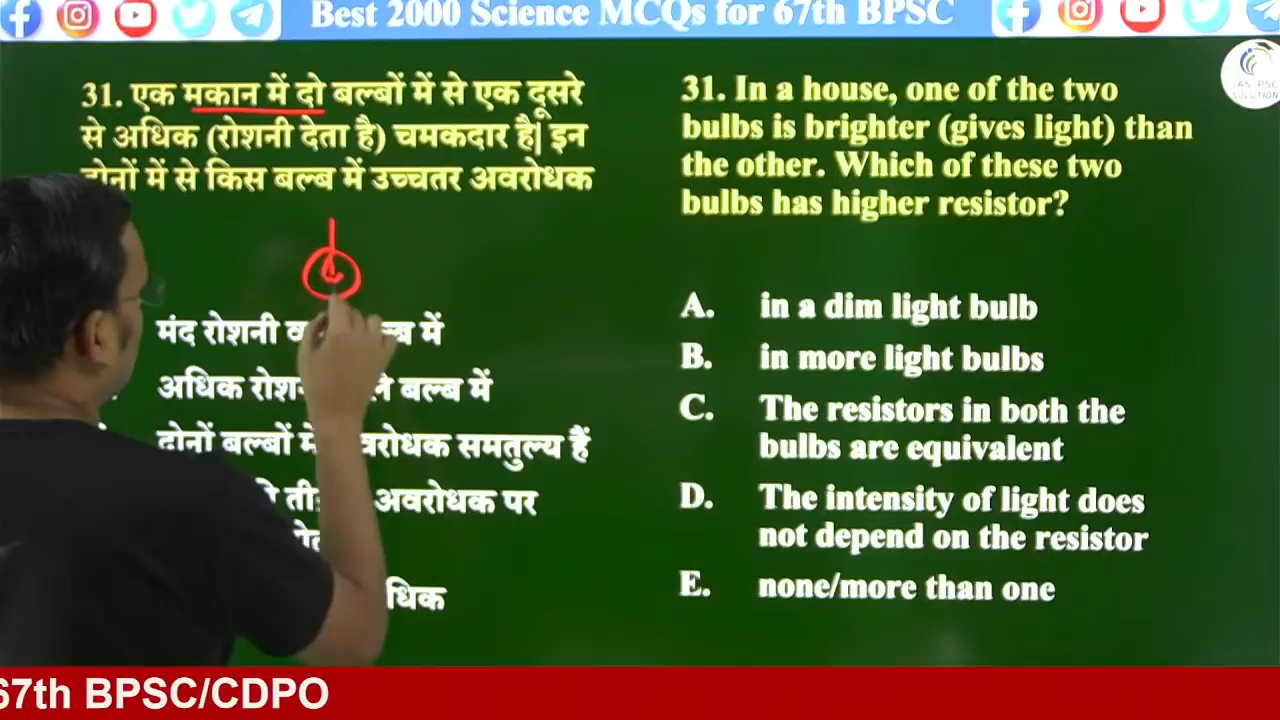 Best 2000 Science MCQs for 67th BPSC
IAS PSC
SOLUTION
31. एक मकान में दो बल्बों में से एक दूसरे
से अधिक (रोशनी देता है) चमकदार है| इन
दोनों में से किस बल्ब में उच्चतर अवरोधक
मंद रोशनी में
अधिक बल्ब में
दोनों बल्बों समतुल्य हैं
अवरोधक पर
31. In a house, one of the two
bulbs is brighter (gives light) than
the other. Which of these two
bulbs has higher resistor?
A. in a dim light bulb
B. in more light bulbs
C. The resistors in both the
bulbs are equivalent
D. The intensity of light does
not depend on the resistor
E. none/more than one
67th BPSC/CDPO